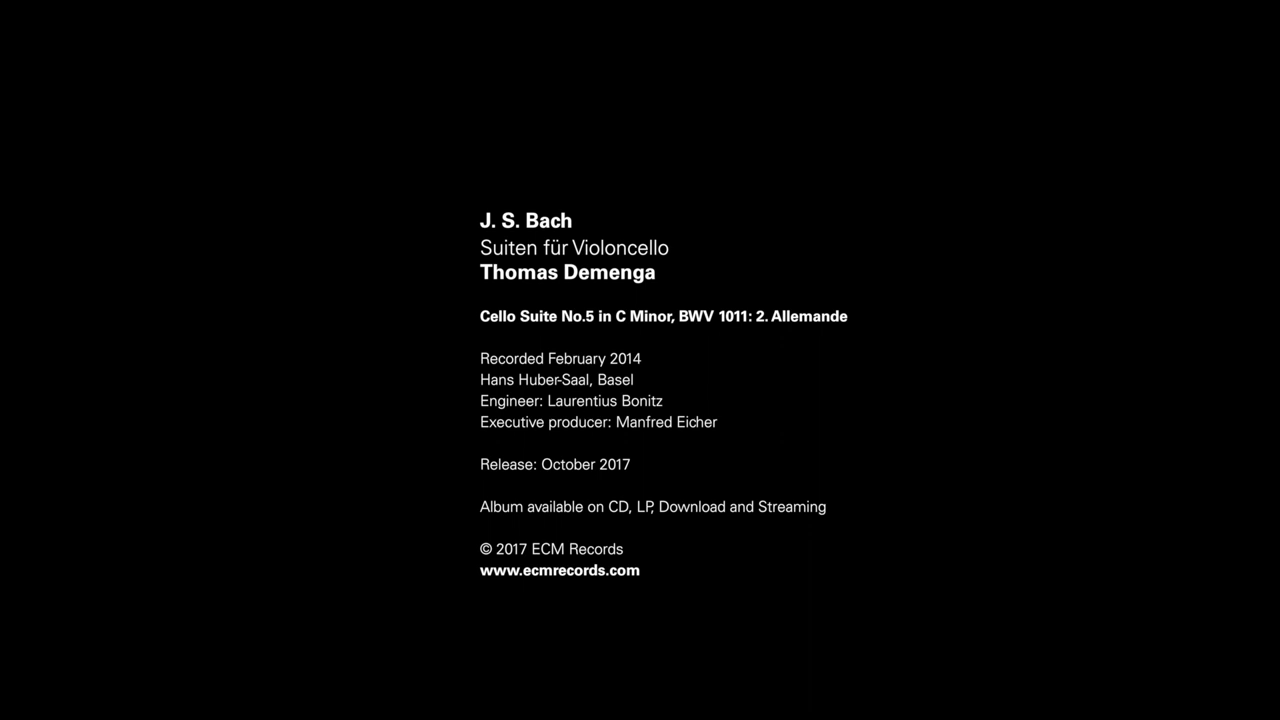 J. S. Bach
Suiten für Violoncello
Thomas Demenga
Cello Suite No.5 in C Minor, BWV 1011: 2. Allemande
Recorded February 2014
Hans Huber-Saal, Basel
Engineer: Laurentius Bonitz
Executive producer: Manfred Eicher
Release: October 2017
Album available on CD, LP, Download and Streaming
© 2017 ECM Records
www.ecmrecords.com